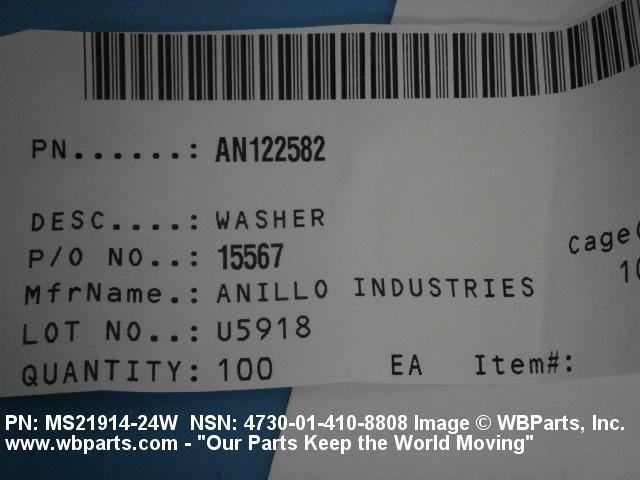 PN......: AN122582
DESC....: WASHER
P/O NO..: 15567
Cage
MfrName.: ANILLO INDUSTRIES
LOT NO..: U5918
QUANTITY: 100 EA Item#:
PN: MS21914-24W NSN: 4730-01-410-8808 Image © WBParts, Inc.
www.wbparts.com - "Our Parts Keep the World Moving"